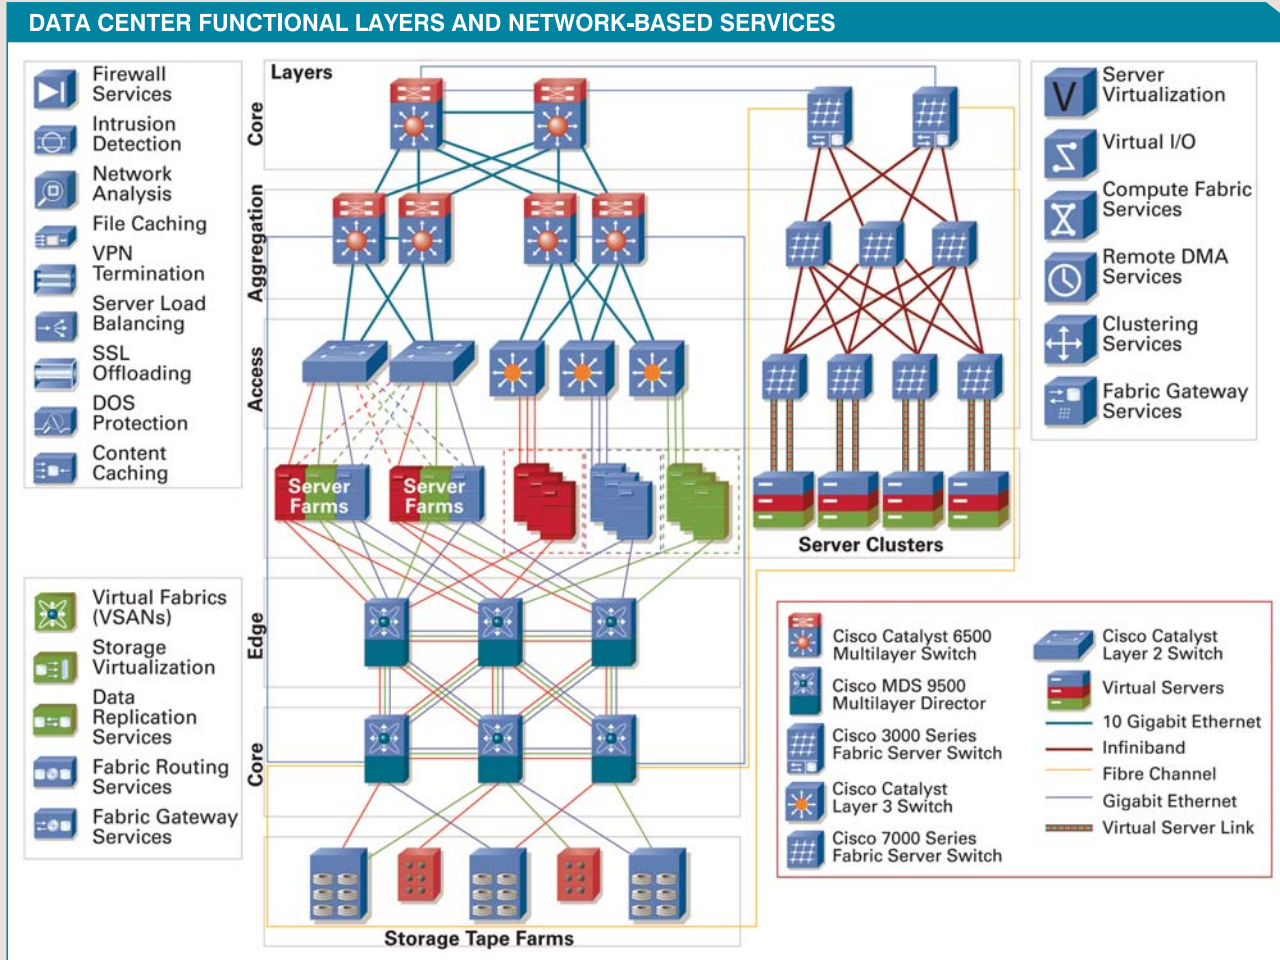 DATA CENTER FUNCTIONAL LAYERS AND NETWORK-BASED SERVICES
Firewall
Services
Intrusion
Detection
Network
Analysis
File Caching
VPN
Termination
Server Load
Balancing
SSL
Offloading
DOS
Protection
Content
Caching
Layers
Core
Aggregation
Access
Server
Farms
Server
Farms
Server Clusters
V
Server
Virtualization
Virtual I/O
Compute Fabric
Services
Remote DMA
Services
Clustering
Services
Fabric Gateway
Services
Virtual Fabrics
(VSANs)
Storage
Virtualization
Data
Replication
Services
Fabric Routing
Services
Fabric Gateway
Services
Edge
Core
Storage Tape Farms
Cisco Catalyst 6500
Multilayer Switch
Cisco MDS 9500
Multilayer Director
Cisco 3000 Series
Fabric Server Switch
Cisco Catalyst
Layer 3 Switch
Cisco 7000 Series
Fabric Server Switch
Cisco Catalyst
Layer 2 Switch
Virtual Servers
10 Gigabit Ethernet
Infiniband
Fibre Channel
Gigabit Ethernet
Virtual Server Link